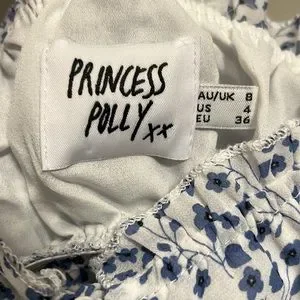 PRINCESS
POLLY xx
AU/UK 8
US 4
EU 36